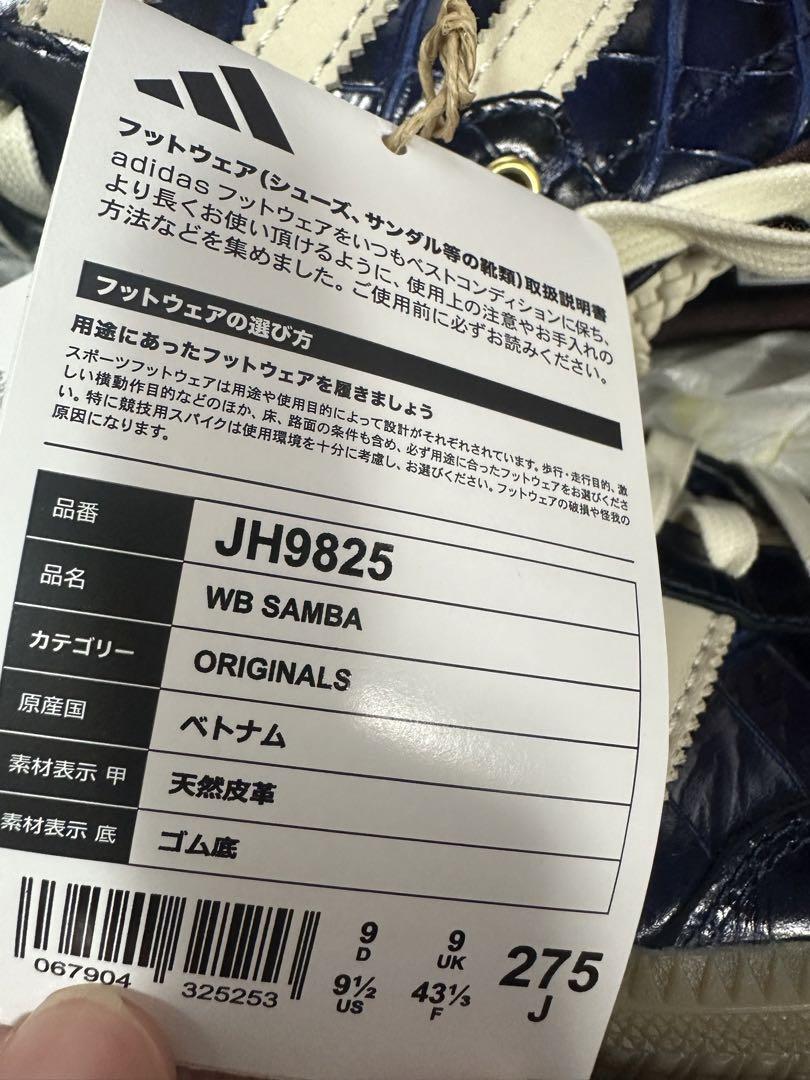 フットウェア(シューズ、サンダル等の靴類)取扱説明書
adidas フットウェアをいつもベストコンディションに保ち、
より長くお使い頂けるように、使用上の注意やお手入れの
方法などを集めました。ご使用前に必ずお読みください。
フットウェアの選び方
用途にあったフットウェアを履きましょう
スポーツフットウェアは用途や使用目的によって設計がそれぞれされています。歩行・走行目的、激
しい横動作目的などのほか、床、路面の条件も含め、必ず用途に合ったフットウェアをお選びくださ
い。特に競技用スパイクは使用環境を十分に考慮し、お選びください。フットウェアの破損や怪我の
原因になります。
品番 JH9825
品名 WB SAMBA
カテゴリー ORIGINALS
原産国 ベトナム
素材表示 甲 天然皮革
素材表示 底 ゴム底
067904 325253
9 D 9 UK 275 J
9½ US 43⅓ F